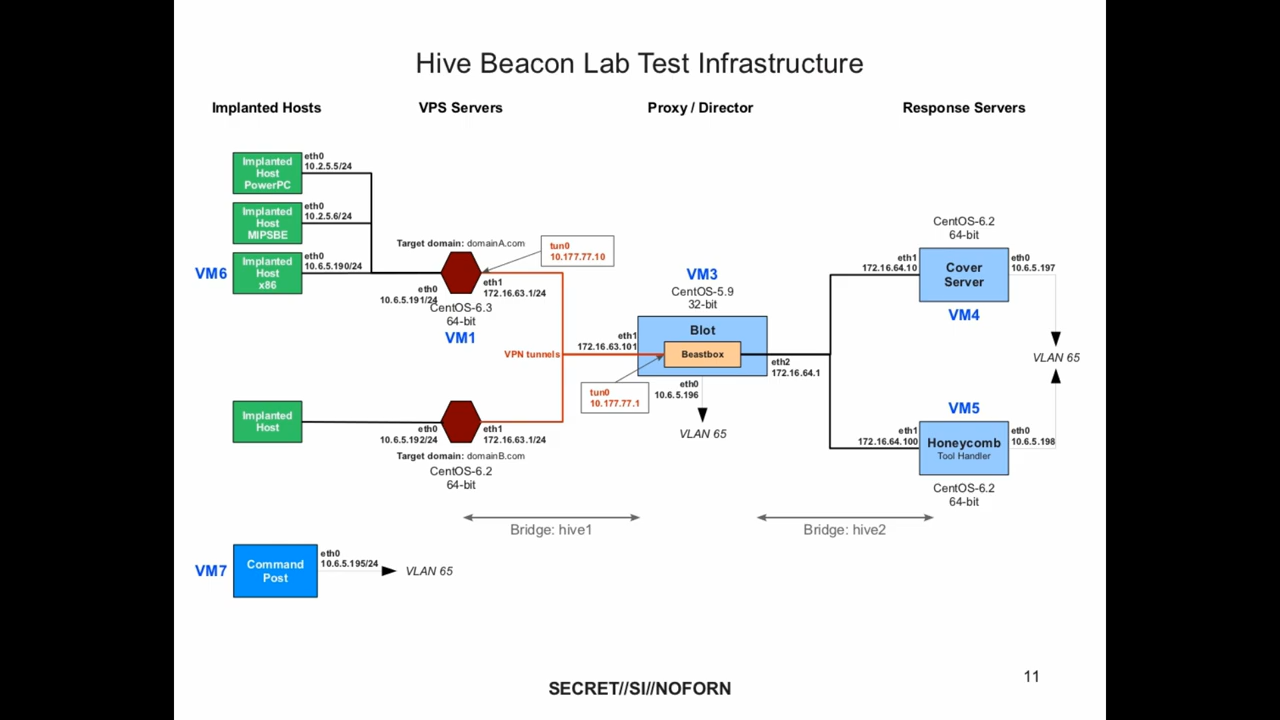 Hive Beacon Lab Test Infrastructure
Implanted Hosts
VPS Servers
Proxy / Director
Response Servers
Implanted
Host
PowerPC
eth0
10.2.5.5/24
Implanted
Host
MIPSBE
eth0
10.2.5.6/24
VM6
Implanted
Host
x86
eth0
10.6.5.190/24
Target domain: domainA.com
tun0
10.177.77.10
eth0
10.6.5.191/24
eth1
172.16.63.1/24
CentOS-6.3
64-bit
VM1
VPN tunnels
VM3
CentOS-5.9
32-bit
Blot
Beastbox
eth1
172.16.63.101
tun0
10.177.77.1
eth0
10.6.5.196
VLAN 65
eth2
172.16.64.1
CentOS-6.2
64-bit
eth1
172.16.64.10
Cover
Server
eth0
10.6.5.197
VM4
VLAN 65
VM5
eth1
172.16.64.100
Honeycomb
Tool Handler
eth0
10.6.5.198
CentOS-6.2
64-bit
Implanted
Host
eth0
10.6.5.192/24
eth1
172.16.63.1/24
Target domain: domainB.com
CentOS-6.2
64-bit
Bridge: hive1
Bridge: hive2
VM7
Command
Post
eth0
10.6.5.195/24
VLAN 65
SECRET//SI//NOFORN
11